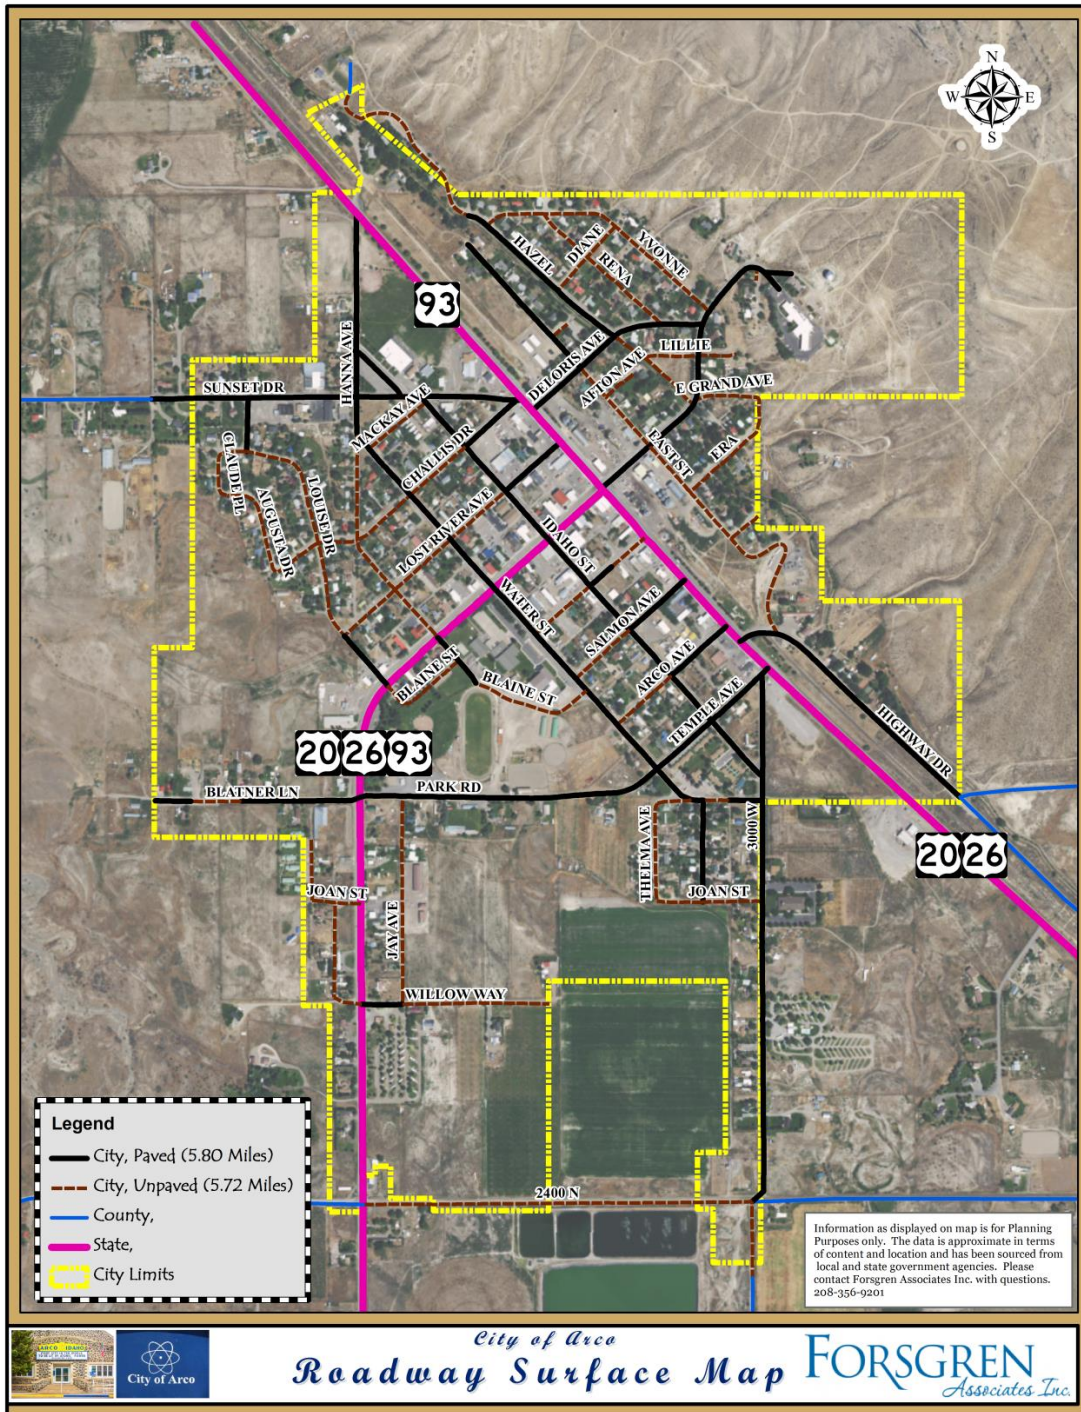 N
W E
S
HAZEL
DIANE
RENA
YVONNE
93
LILLIE
DELORIS AVE
AFTON AVE
E GRAND AVE
HANNA AVE
SUNSET DR
MACKAY AVE
CHALLIS DR
EAST ST
ERA
CLAUDE PL
AUGUSTA DR
LOUISE DR
LOST RIVER AVE
IDAHO ST
WATER ST
SALMON AVE
BLAINE ST
BLAINE ST
ARCO AVE
TEMPLE AVE
HIGHWAY DR
20 26 93
BLATNER LN
PARK RD
THELMA AVE
3000 W
20 26
JOAN ST
JOAN ST
JAY AVE
WILLOW WAY
2400 N
Legend
City, Paved (5.80 Miles)
City, Unpaved (5.72 Miles)
County,
State,
City Limits
Information as displayed on map is for Planning
Purposes only. The data is approximate in terms
of content and location and has been sourced from
local and state government agencies. Please
contact Forsgren Associates Inc. with questions.
208-356-9201
ARCO IDAHO
City of Arco
City of Arco
Roadway Surface Map
FORSGREN
Associates Inc.